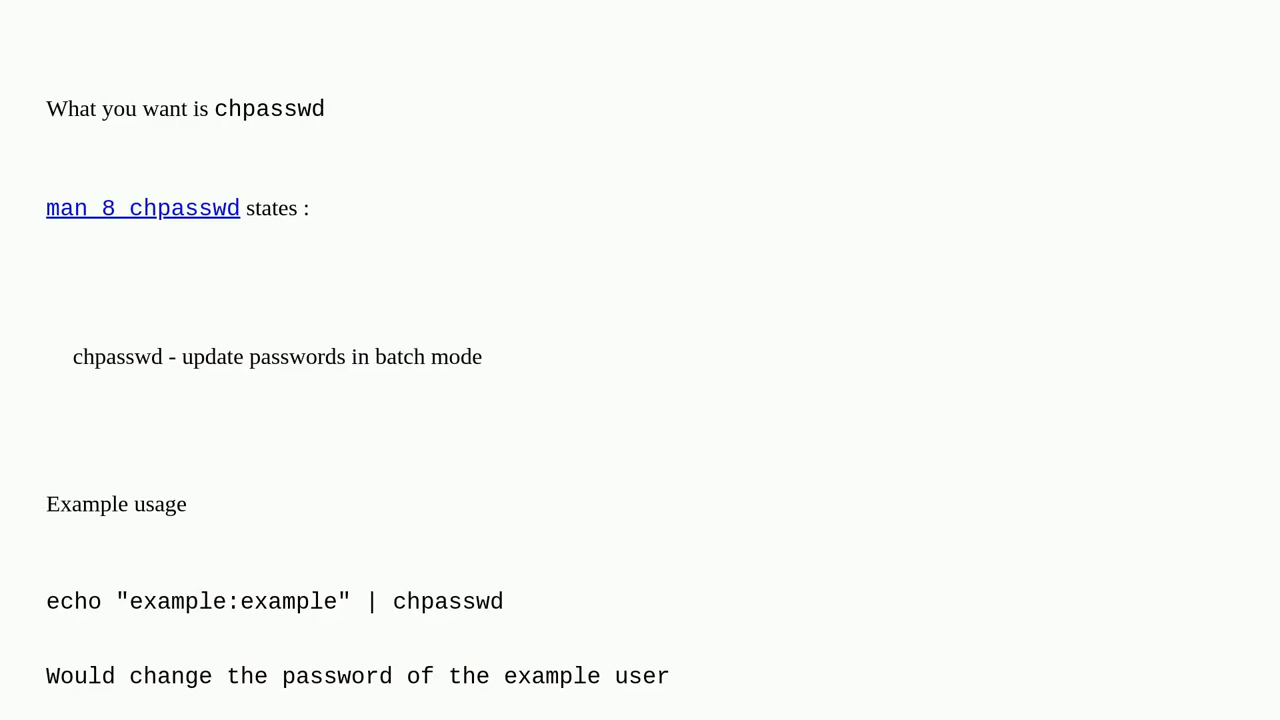 What you want is chpasswd
man 8 chpasswd states :
chpasswd - update passwords in batch mode
Example usage
echo "example:example" | chpasswd
Would change the password of the example user